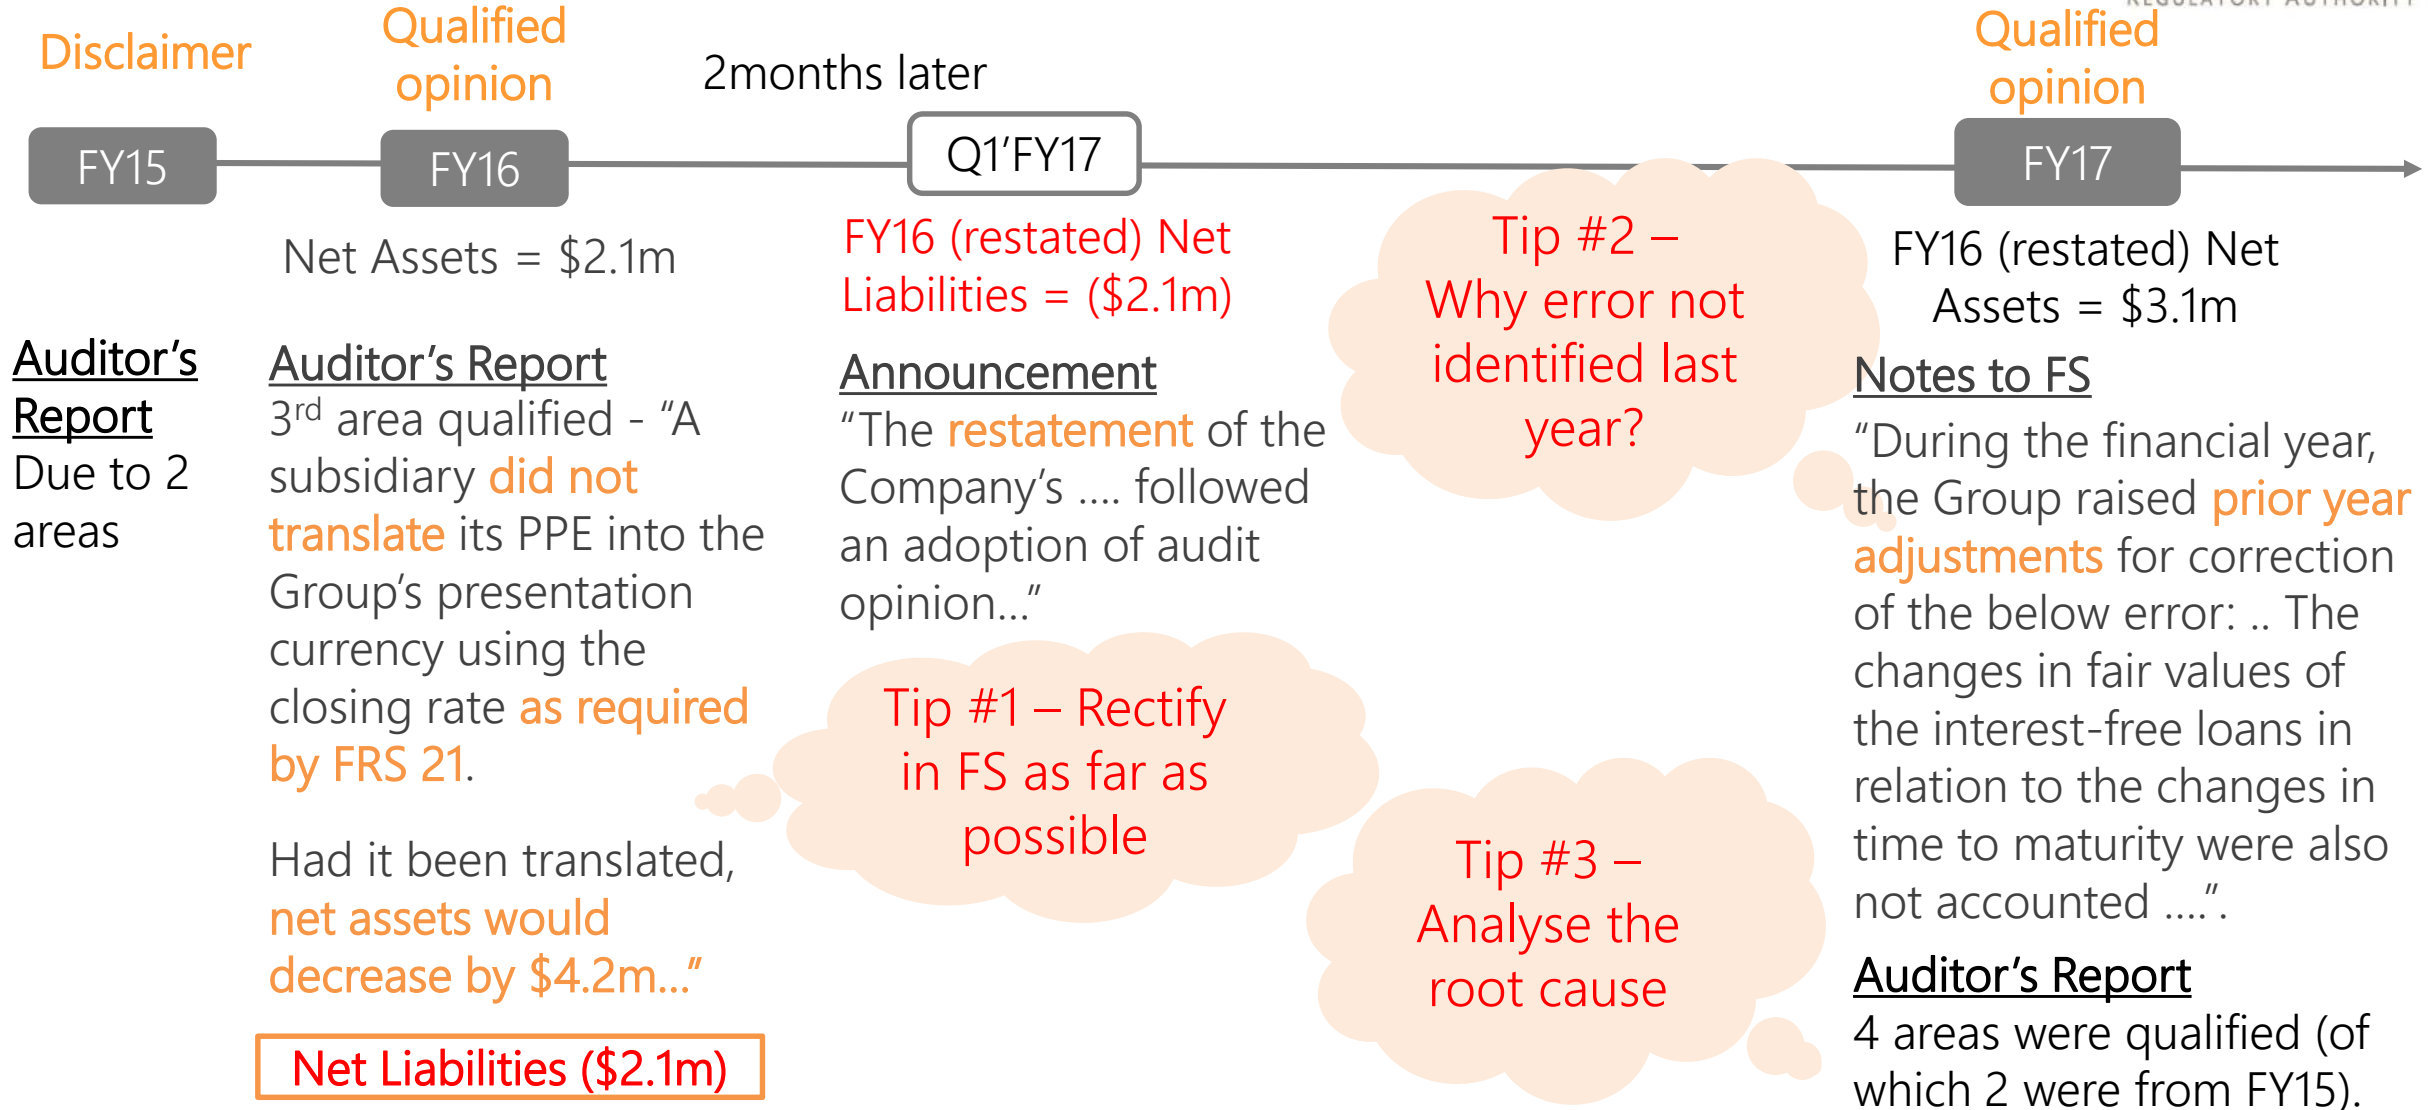 REGULATORY AUTHORITY
Disclaimer
Qualified
opinion
2months later
Qualified
opinion
FY15
FY16
Q1’FY17
FY17
Net Assets = $2.1m
FY16 (restated) Net
Liabilities = ($2.1m)
FY16 (restated) Net
Assets = $3.1m
Auditor’s
Report
Due to 2
areas
Auditor’s Report
3rd area qualified - “A
subsidiary did not
translate its PPE into the
Group’s presentation
currency using the
closing rate as required
by FRS 21.
Had it been translated,
net assets would
decrease by $4.2m…”
Net Liabilities ($2.1m)
Announcement
“The restatement of the
Company’s …. followed
an adoption of audit
opinion…”
Tip #1 – Rectify
in FS as far as
possible
Tip #2 –
Why error not
identified last
year?
Tip #3 –
Analyse the
root cause
Notes to FS
“During the financial year,
the Group raised prior year
adjustments for correction
of the below error: .. The
changes in fair values of
the interest-free loans in
relation to the changes in
time to maturity were also
not accounted ….”.
Auditor’s Report
4 areas were qualified (of
which 2 were from FY15).